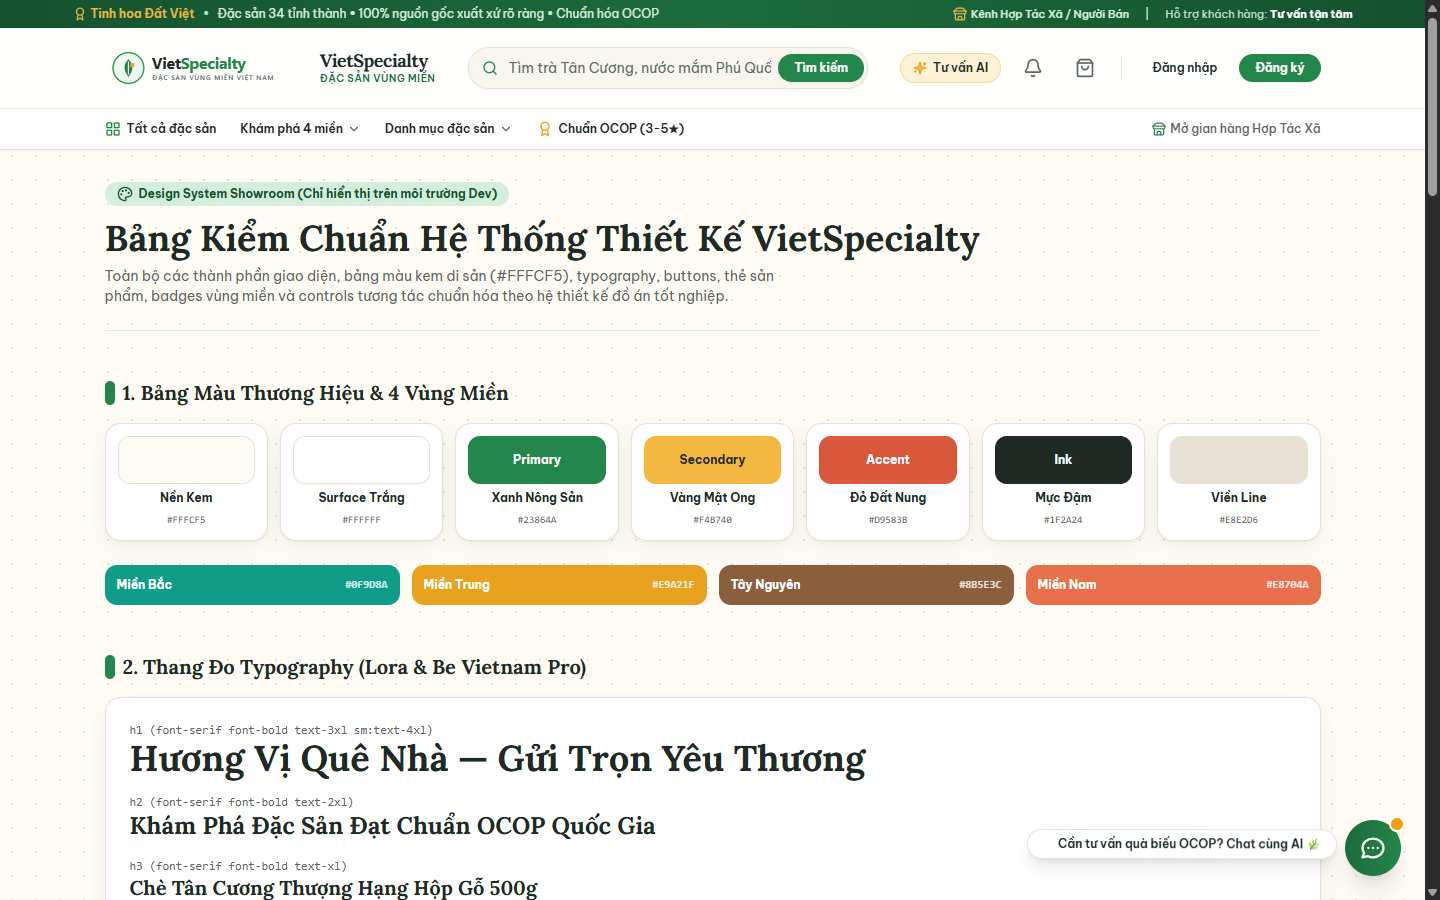 Tinh hoa Đất Việt • Đặc sản 34 tỉnh thành • 100% nguồn gốc xuất xứ rõ ràng • Chuẩn hóa OCOP
Kênh Hợp Tác Xã / Người Bán | Hỗ trợ khách hàng: Tư vấn tận tâm
VietSpecialty
ĐẶC SẢN VÙNG MIỀN VIỆT NAM
VietSpecialty
ĐẶC SẢN VÙNG MIỀN
Tìm trà Tân Cương, nước mắm Phú Quố
Tìm kiếm
Tư vấn AI
Đăng nhập
Đăng ký
Tất cả đặc sản
Khám phá 4 miền
Danh mục đặc sản
Chuẩn OCOP (3-5★)
Mở gian hàng Hợp Tác Xã
Design System Showroom (Chỉ hiển thị trên môi trường Dev)
Bảng Kiểm Chuẩn Hệ Thống Thiết Kế VietSpecialty
Toàn bộ các thành phần giao diện, bảng màu kem di sản (#FFFCF5), typography, buttons, thẻ sản
phẩm, badges vùng miền và controls tương tác chuẩn hóa theo hệ thiết kế đồ án tốt nghiệp.
1. Bảng Màu Thương Hiệu & 4 Vùng Miền
Nền Kem
#FFFCF5
Surface Trắng
#FFFFFF
Primary
Xanh Nông Sản
#23864A
Secondary
Vàng Mật Ong
#F4B740
Accent
Đỏ Đất Nung
#D9583B
Ink
Mực Đậm
#1F2A24
Viền Line
#E8E2D6
Miền Bắc #0F9D8A
Miền Trung #E9A21F
Tây Nguyên #8B5E3C
Miền Nam #E8704A
2. Thang Đo Typography (Lora & Be Vietnam Pro)
h1 (font-serif font-bold text-3xl sm:text-4xl)
Hương Vị Quê Nhà — Gửi Trọn Yêu Thương
h2 (font-serif font-bold text-2xl)
Khám Phá Đặc Sản Đạt Chuẩn OCOP Quốc Gia
h3 (font-serif font-bold text-xl)
Chè Tân Cương Thượng Hạng Hộp Gỗ 500g
Cần tư vấn quà biếu OCOP? Chat cùng AI 🌾